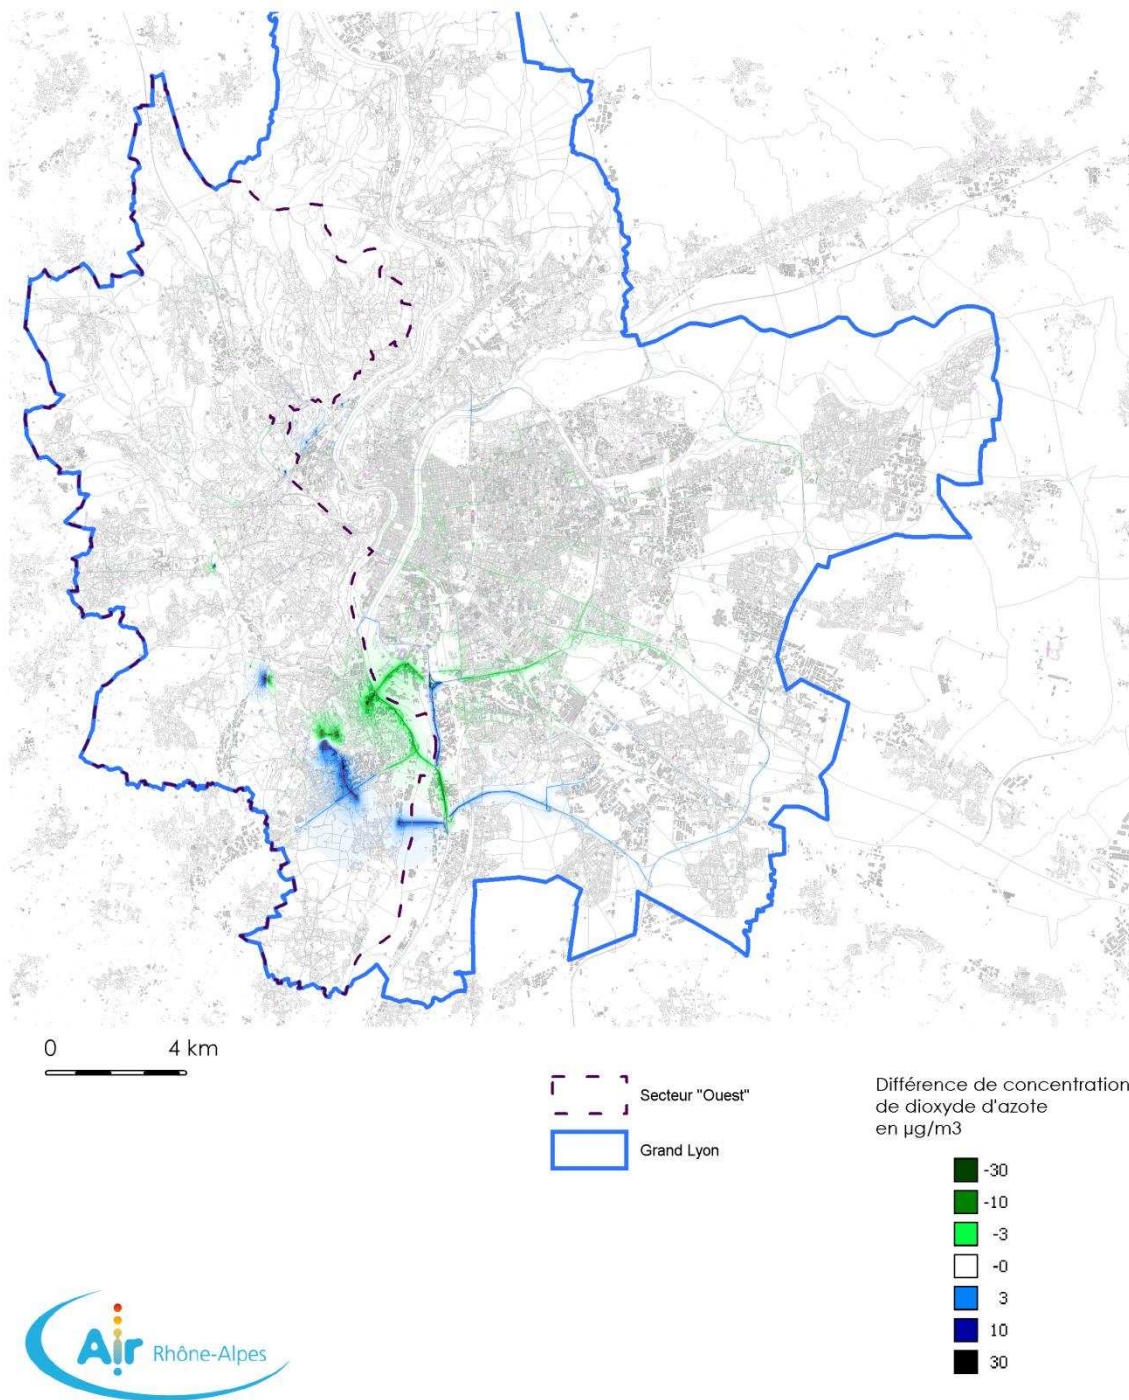 0 4 km
Secteur "Ouest"
Grand Lyon
Différence de concentration
de dioxyde d'azote
en µg/m3
-30
-10
-3
-0
3
10
30
Air Rhône-Alpes